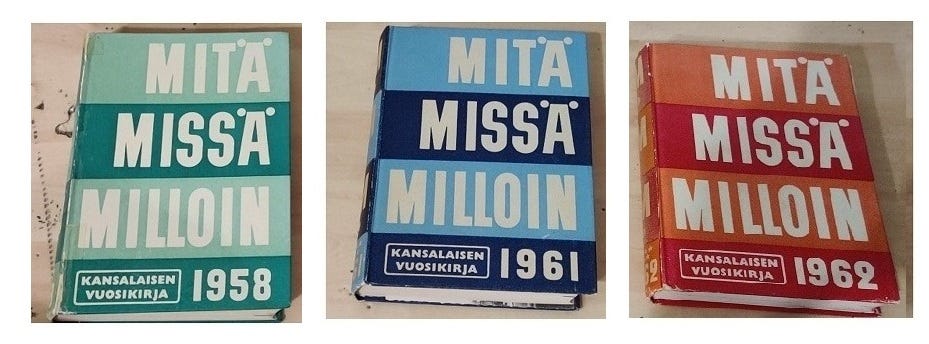 MITÄ
MISSÄ
MILLOIN
KANSALAISEN
VUOSIKIRJA
1958
MITÄ
MISSÄ
MILLOIN
KANSALAISEN
VUOSIKIRJA
1961
MITÄ
MISSÄ
MILLOIN
KANSALAISEN
VUOSIKIRJA
1962